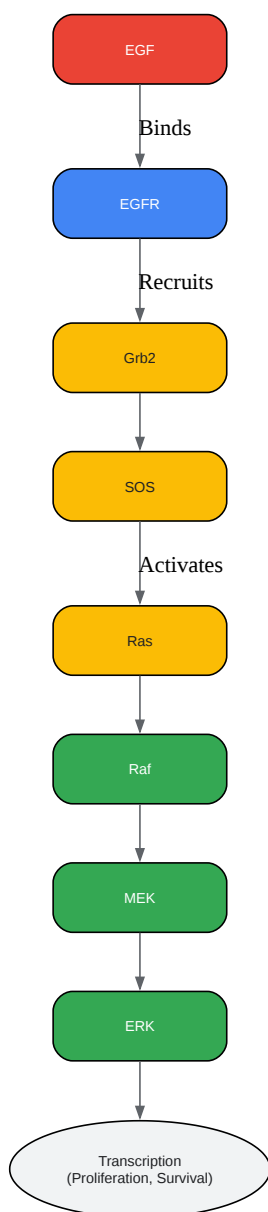 EGF
Binds
EGFR
Recruits
Grb2
SOS
Activates
Ras
Raf
MEK
ERK
Transcription
(Proliferation, Survival)